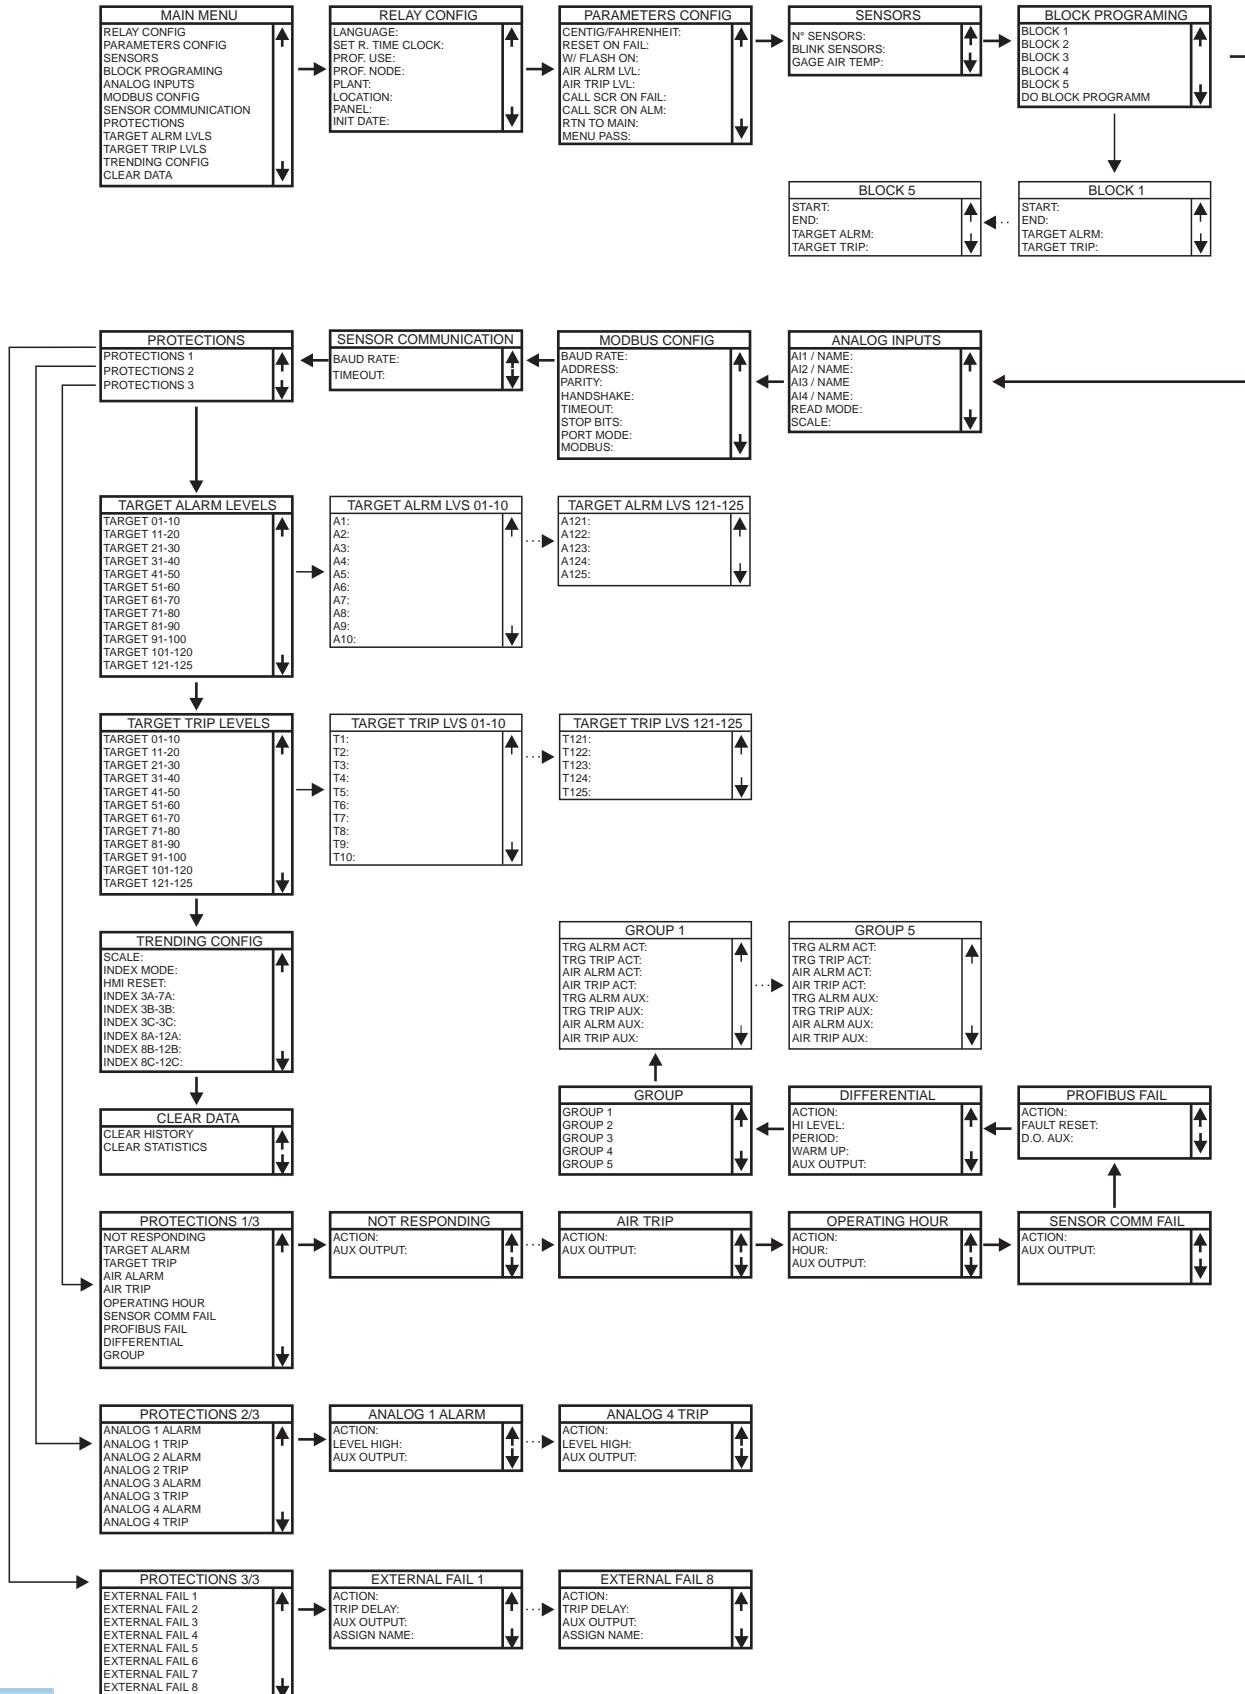 MAIN MENU
RELAY CONFIG
PARAMETERS CONFIG
SENSORS
BLOCK PROGRAMING
ANALOG INPUTS
MODBUS CONFIG
SENSOR COMMUNICATION
PROTECTIONS
TARGET ALRM LVLS
TARGET TRIP LVLS
TRENDING CONFIG
CLEAR DATA
RELAY CONFIG
LANGUAGE:
SET R. TIME CLOCK:
PROF. USE:
PROF. NODE:
PLANT:
LOCATION:
PANEL:
INIT DATE:
PARAMETERS CONFIG
CENTIG/FAHRENHEIT:
RESET ON FAIL:
W/ FLASH ON:
AIR ALRM LVL:
AIR TRIP LVL:
CALL SCR ON FAIL:
CALL SCR ON ALM:
RTN TO MAIN:
MENU PASS:
SENSORS
N° SENSORS:
BLINK SENSORS:
GAGE AIR TEMP:
BLOCK PROGRAMING
BLOCK 1
BLOCK 2
BLOCK 3
BLOCK 4
BLOCK 5
DO BLOCK PROGRAMM
BLOCK 5
START:
END:
TARGET ALRM:
TARGET TRIP:
BLOCK 1
START:
END:
TARGET ALRM:
TARGET TRIP:
PROTECTIONS
PROTECTIONS 1
PROTECTIONS 2
PROTECTIONS 3
SENSOR COMMUNICATION
BAUD RATE:
TIMEOUT:
MODBUS CONFIG
BAUD RATE:
ADDRESS:
PARITY:
HANDSHAKE:
TIMEOUT:
STOP BITS:
PORT MODE:
MODBUS:
ANALOG INPUTS
AI1 / NAME:
AI2 / NAME:
AI3 / NAME
AI4 / NAME:
READ MODE:
SCALE:
TARGET ALARM LEVELS
TARGET 01-10
TARGET 11-20
TARGET 21-30
TARGET 31-40
TARGET 41-50
TARGET 51-60
TARGET 61-70
TARGET 71-80
TARGET 81-90
TARGET 91-100
TARGET 101-120
TARGET 121-125
TARGET ALRM LVS 01-10
A1:
A2:
A3:
A4:
A5:
A6:
A7:
A8:
A9:
A10:
TARGET ALRM LVS 121-125
A121:
A122:
A123:
A124:
A125:
TARGET TRIP LEVELS
TARGET 01-10
TARGET 11-20
TARGET 21-30
TARGET 31-40
TARGET 41-50
TARGET 51-60
TARGET 61-70
TARGET 71-80
TARGET 81-90
TARGET 91-100
TARGET 101-120
TARGET 121-125
TARGET TRIP LVS 01-10
T1:
T2:
T3:
T4:
T5:
T6:
T7:
T8:
T9:
T10:
TARGET TRIP LVS 121-125
T121:
T122:
T123:
T124:
T125:
TRENDING CONFIG
SCALE:
INDEX MODE:
HMI RESET:
INDEX 3A-7A:
INDEX 3B-3B:
INDEX 3C-3C:
INDEX 8A-12A:
INDEX 8B-12B:
INDEX 8C-12C:
GROUP 1
TRG ALRM ACT:
TRG TRIP ACT:
AIR ALRM ACT:
AIR TRIP ACT:
TRG ALRM AUX:
TRG TRIP AUX:
AIR ALRM AUX:
AIR TRIP AUX:
GROUP 5
TRG ALRM ACT:
TRG TRIP ACT:
AIR ALRM ACT:
AIR TRIP ACT:
TRG ALRM AUX:
TRG TRIP AUX:
AIR ALRM AUX:
AIR TRIP AUX:
CLEAR DATA
CLEAR HISTORY
CLEAR STATISTICS
GROUP
GROUP 1
GROUP 2
GROUP 3
GROUP 4
GROUP 5
DIFFERENTIAL
ACTION:
HI LEVEL:
PERIOD:
WARM UP:
AUX OUTPUT:
PROFIBUS FAIL
ACTION:
FAULT RESET:
D.O. AUX:
PROTECTIONS 1/3
NOT RESPONDING
TARGET ALARM
TARGET TRIP
AIR ALARM
AIR TRIP
OPERATING HOUR
SENSOR COMM FAIL
PROFIBUS FAIL
DIFFERENTIAL
GROUP
NOT RESPONDING
ACTION:
AUX OUTPUT:
AIR TRIP
ACTION:
AUX OUTPUT:
OPERATING HOUR
ACTION:
HOUR:
AUX OUTPUT:
SENSOR COMM FAIL
ACTION:
AUX OUTPUT:
PROTECTIONS 2/3
ANALOG 1 ALARM
ANALOG 1 TRIP
ANALOG 2 ALARM
ANALOG 2 TRIP
ANALOG 3 ALARM
ANALOG 3 TRIP
ANALOG 4 ALARM
ANALOG 4 TRIP
ANALOG 1 ALARM
ACTION:
LEVEL HIGH:
AUX OUTPUT:
ANALOG 4 TRIP
ACTION:
LEVEL HIGH:
AUX OUTPUT:
PROTECTIONS 3/3
EXTERNAL FAIL 1
EXTERNAL FAIL 2
EXTERNAL FAIL 3
EXTERNAL FAIL 4
EXTERNAL FAIL 5
EXTERNAL FAIL 6
EXTERNAL FAIL 7
EXTERNAL FAIL 8
EXTERNAL FAIL 1
ACTION:
TRIP DELAY:
AUX OUTPUT:
ASSIGN NAME:
EXTERNAL FAIL 8
ACTION:
TRIP DELAY:
AUX OUTPUT:
ASSIGN NAME: